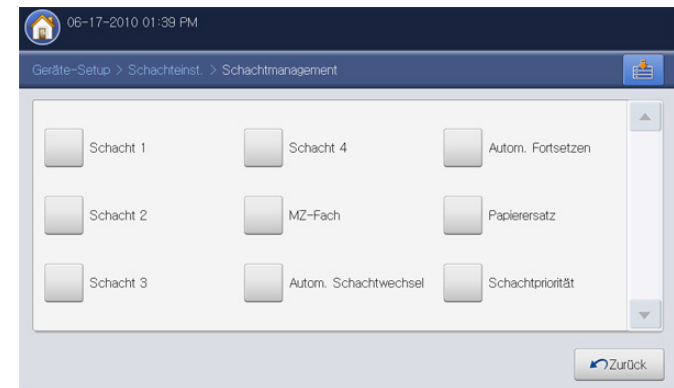 06-17-2010 01:39 PM
Geräte-Setup > Schachteinst. > Schachtmanagement
Schacht 1
Schacht 4
Autom. Fortsetzen
Schacht 2
MZ-Fach
Papierersatz
Schacht 3
Autom. Schachtwechsel
Schachtpriorität
Zurück